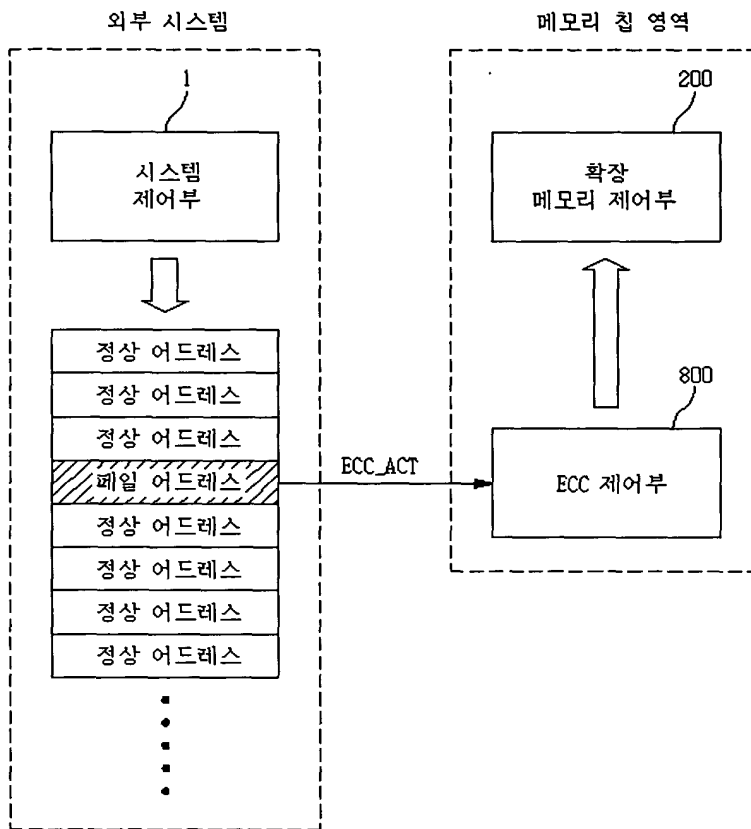 외부 시스템
메모리 칩 영역
1
시스템
제어부
200
확장
메모리 제어부
정상 어드레스
정상 어드레스
정상 어드레스
페일 어드레스
정상 어드레스
정상 어드레스
정상 어드레스
정상 어드레스
ECC_ACT
800
ECC 제어부